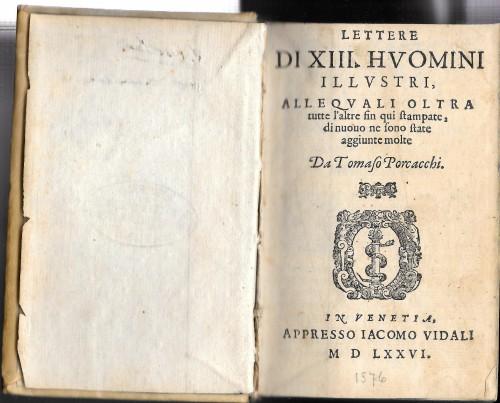 LETTERE
DI XIII. HVOMINI
ILLVSTRI,
ALLEQVALI OLTRA
tutte l'altre fin qui ſtampate,
di nuouo ne ſono ſtate
aggiunte molte
Da Tomaſo Porcacchi.
IN VENETIA,
APPRESSO IACOMO VIDALI
M D LXXVI.
1576